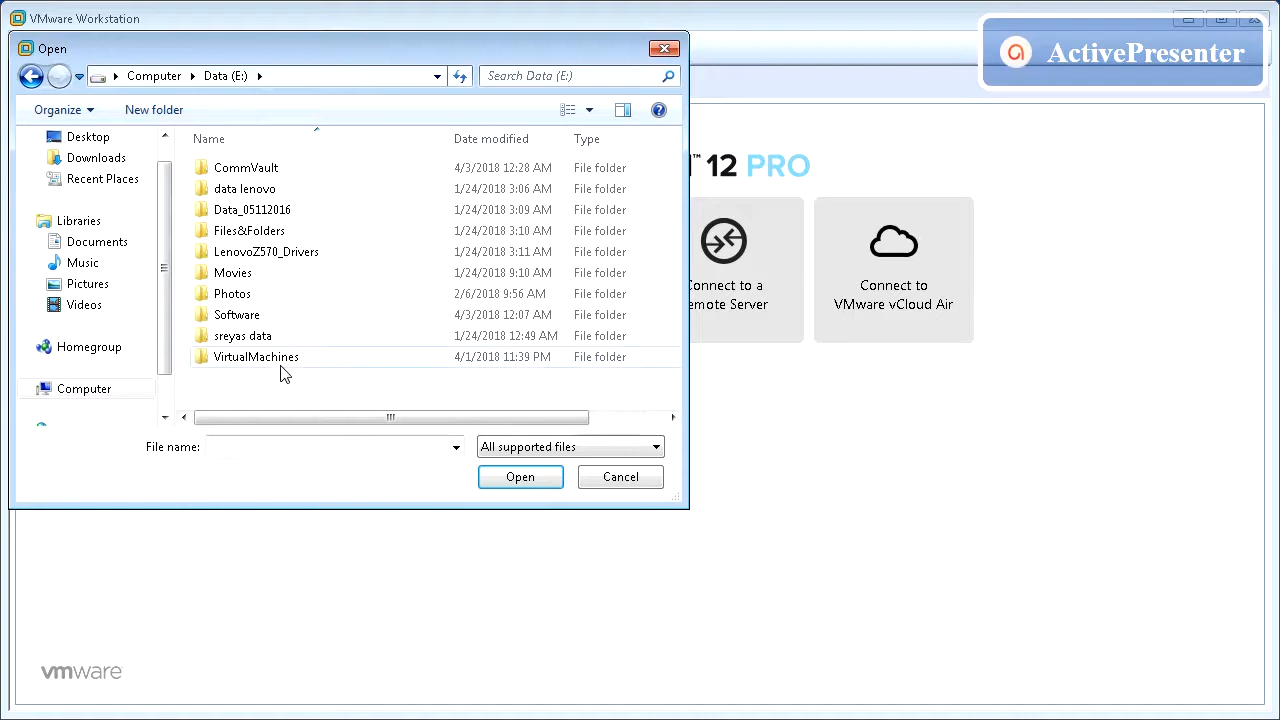 VMware Workstation
ActivePresenter
Open
Computer Data (E:)
Search Data (E:)
Organize New folder
Name Date modified Type
Desktop
Downloads
Recent Places
Libraries
Documents
Music
Pictures
Videos
Homegroup
Computer
CommVault 4/3/2018 12:28 AM File folder
data lenovo 1/24/2018 3:06 AM File folder
Data_05112016 1/24/2018 3:09 AM File folder
Files&Folders 1/24/2018 3:10 AM File folder
LenovoZ570_Drivers 1/24/2018 3:11 AM File folder
Movies 1/24/2018 9:10 AM File folder
Photos 2/6/2018 9:56 AM File folder
Software 4/3/2018 12:07 AM File folder
sreyas data 1/24/2018 12:49 AM File folder
VirtualMachines 4/1/2018 11:39 PM File folder
File name: All supported files
Open Cancel
™ 12 PRO
onnect to a
emote Server
Connect to
VMware vCloud Air
vmware